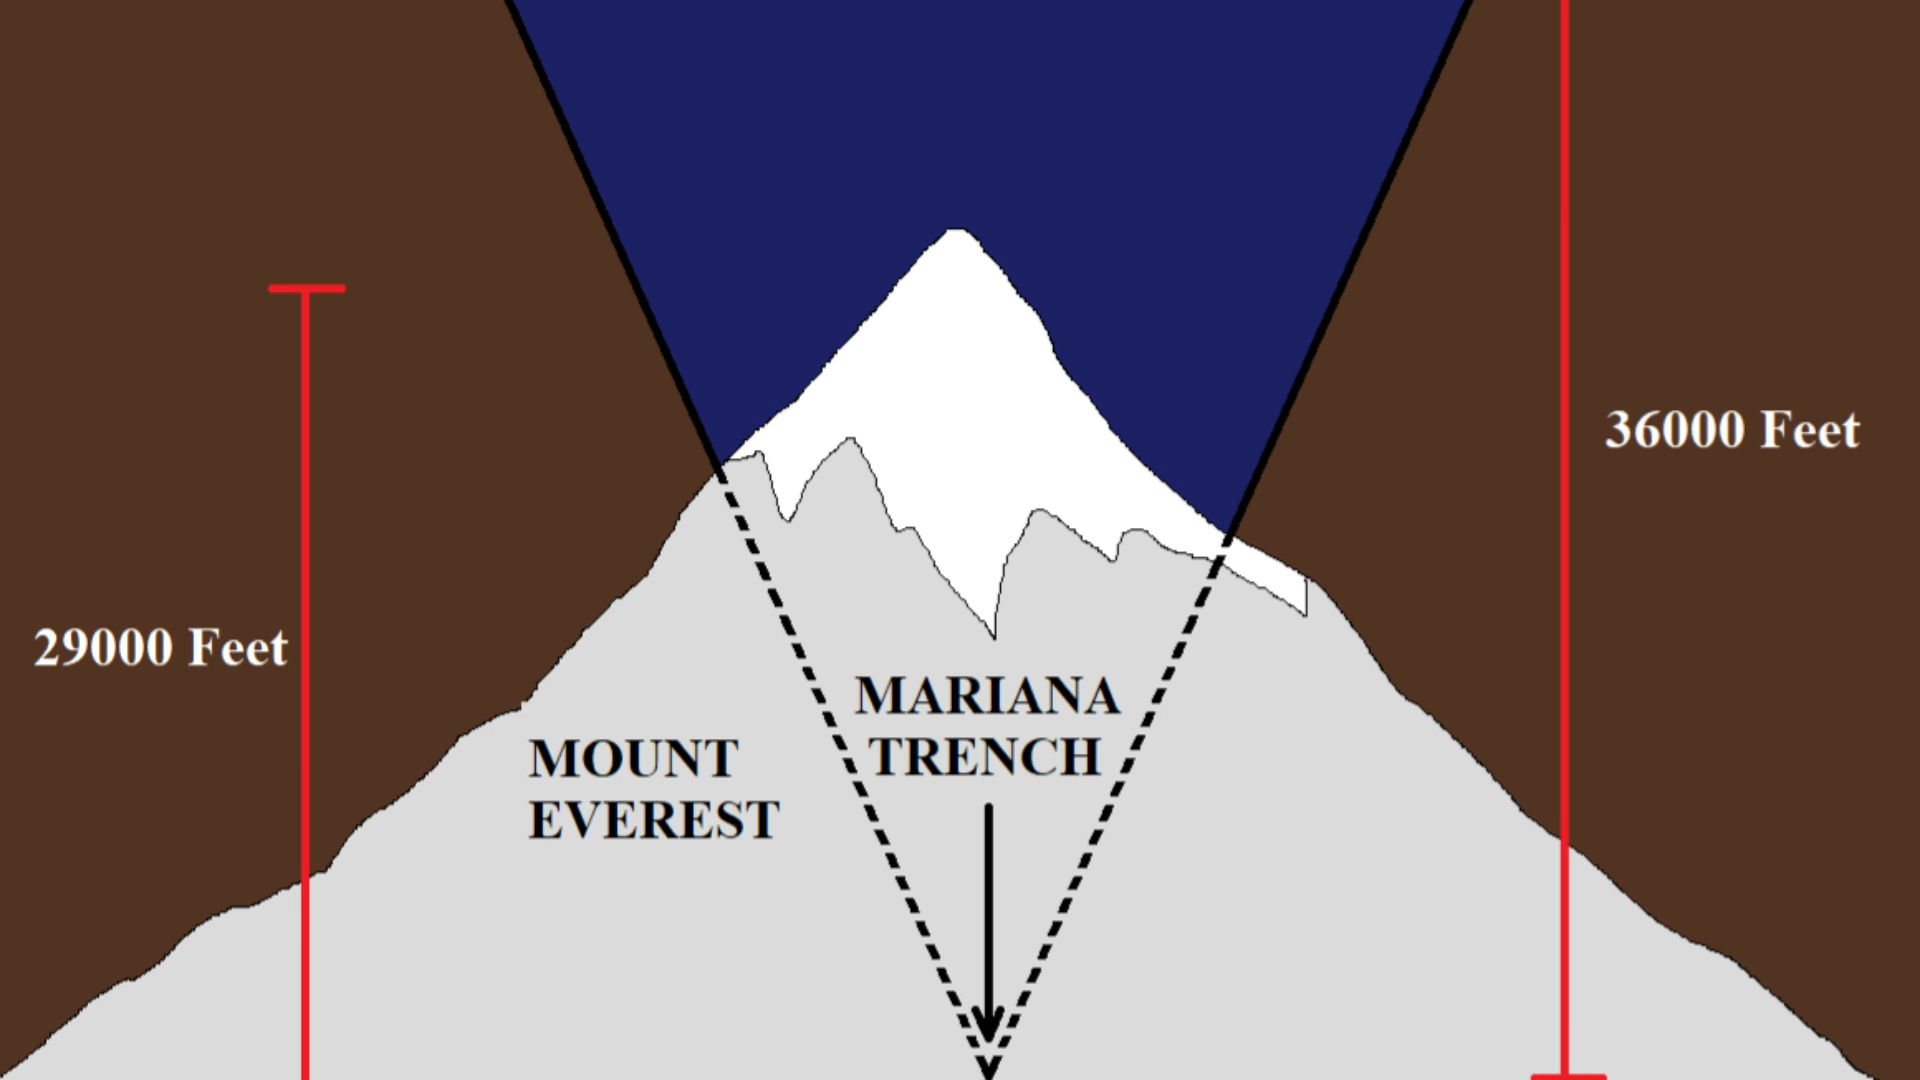 36000 Feet
29000 Feet
MARIANA
TRENCH
MOUNT
EVEREST